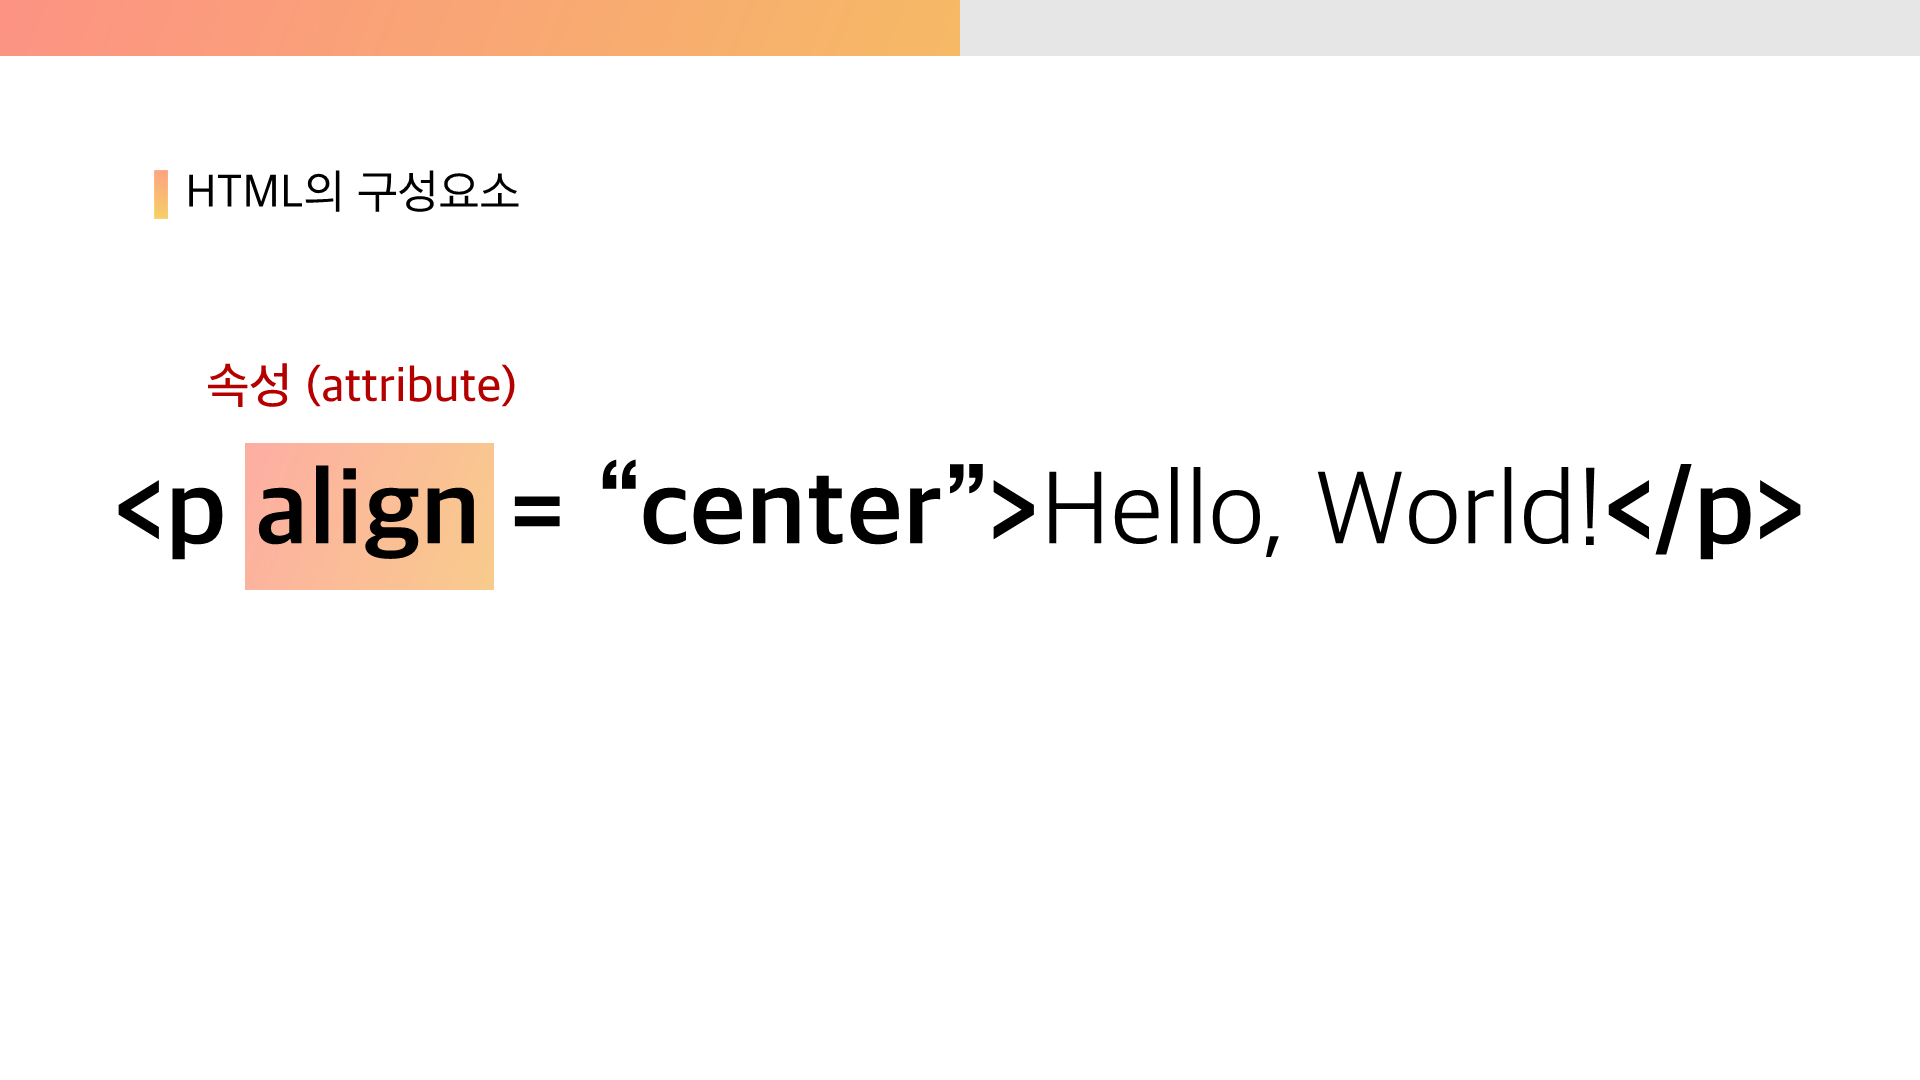 HTML의 구성요소
속성 (attribute)
<p align = “center”>Hello, World!</p>